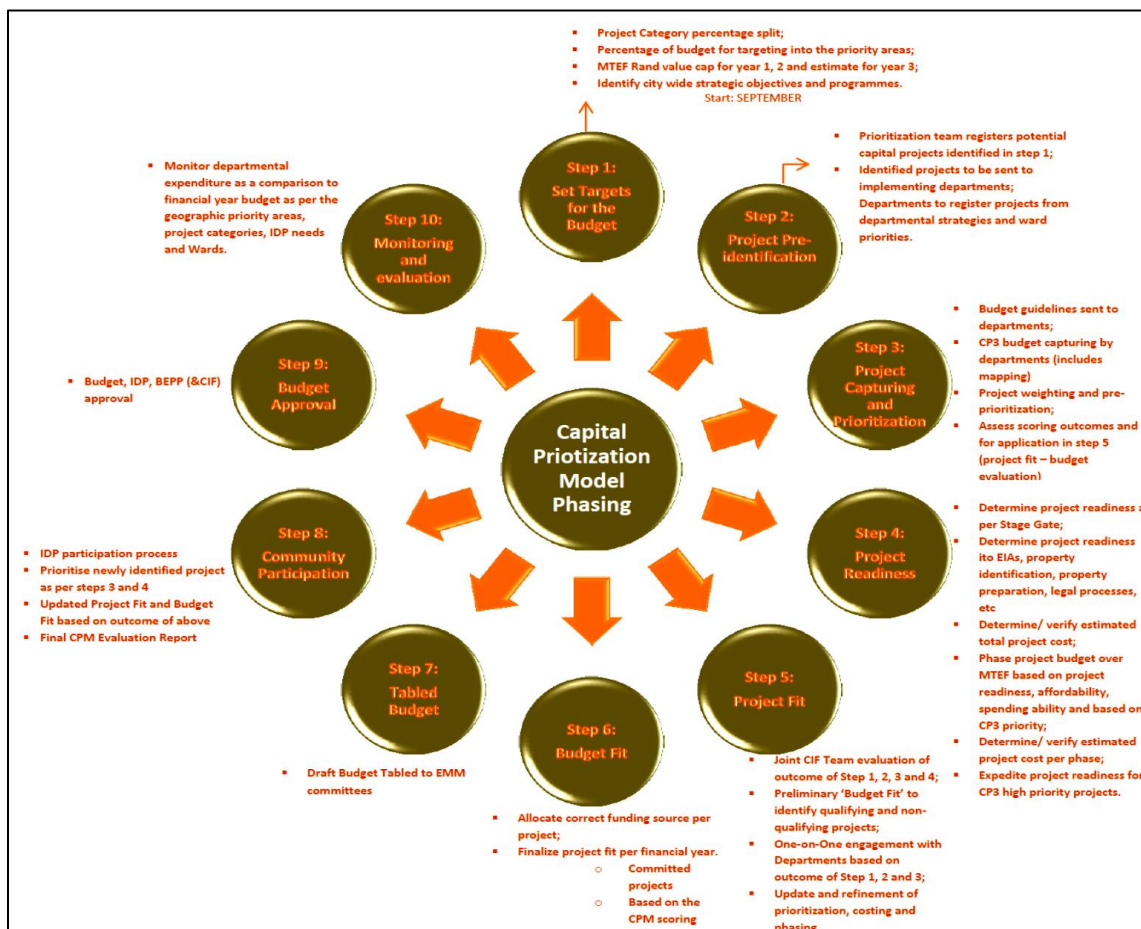 ▪ Project Category percentage split;
▪ Percentage of budget for targeting into the priority areas;
▪ MTEF Rand value cap for year 1, 2 and estimate for year 3;
▪ Identify city wide strategic objectives and programmes.
Start: SEPTEMBER
Step 1:
Set Targets
for the
Budget
▪ Prioritization team registers potential
capital projects identified in step 1;
▪ Identified projects to be sent to
implementing departments;
Departments to register projects from
departmental strategies and ward
priorities.
Step 2:
Project Pre-
identification
▪ Budget guidelines sent to
departments;
▪ CP3 budget capturing by
departments (includes
mapping)
▪ Project weighting and pre-
prioritization;
▪ Assess scoring outcomes and
for application in step 5
(project fit – budget
evaluation)
Step 3:
Project
Capturing
and
Prioritization
▪ Determine project readiness a
per Stage Gate;
▪ Determine project readiness
ito EIAs, property
identification, property
preparation, legal processes,
etc
▪ Determine/ verify estimated
total project cost;
▪ Phase project budget over
MTEF based on project
readiness, affordability,
spending ability and based on
CP3 priority;
▪ Determine/ verify estimated
project cost per phase;
▪ Expedite project readiness for
CP3 high priority projects.
Step 4:
Project
Readiness
Step 5:
Project Fit
▪ Joint CIF Team evaluation of
outcome of Step 1, 2, 3 and 4;
▪ Preliminary ‘Budget Fit’ to
identify qualifying and non-
qualifying projects;
▪ One-on-One engagement with
Departments based on
outcome of Step 1, 2 and 3;
▪ Update and refinement of
prioritization, costing and
phasing
Step 6:
Budget Fit
▪ Allocate correct funding source per
project;
▪ Finalize project fit per financial year.
o Committed
projects
o Based on the
CPM scoring
Step 7:
Tabled
Budget
▪ Draft Budget Tabled to EMM
committees
Step 8:
Community
Participation
▪ IDP participation process
▪ Prioritise newly identified project
as per steps 3 and 4
▪ Updated Project Fit and Budget
Fit based on outcome of above
▪ Final CPM Evaluation Report
Step 9:
Budget
Approval
▪ Budget, IDP, BEPP (&CIF)
approval
Step 10:
Monitoring
and
evaluation
▪ Monitor departmental
expenditure as a comparison to
financial year budget as per the
geographic priority areas,
project categories, IDP needs
and Wards.
Capital
Priotization
Model
Phasing